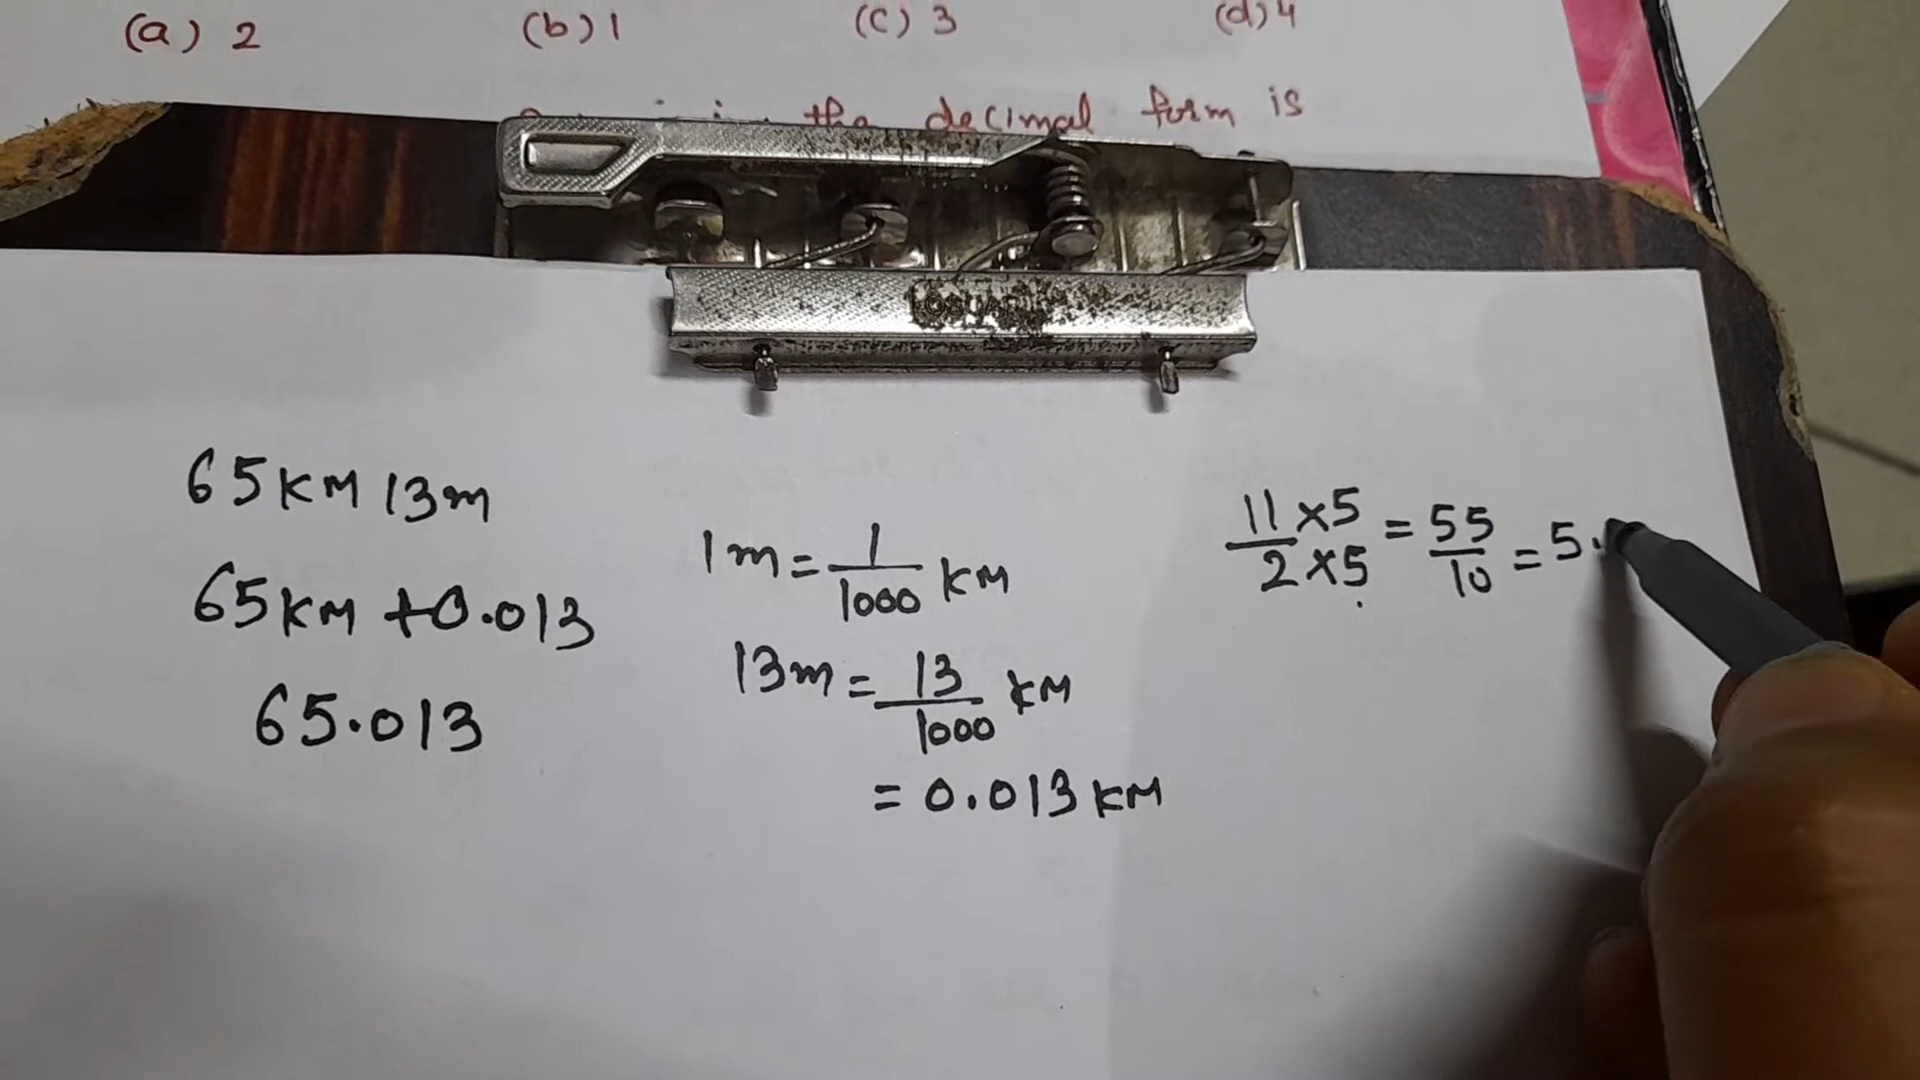 (a) 2 (b) 1 (c) 3 (d) 4
the decimal form is
65 KM 13 m
65 KM + 0.013
65.013
1 m = 1/1000 KM
13 m = 13/1000 KM
= 0.013 KM
11×5/2×5 = 55/10 = 5.